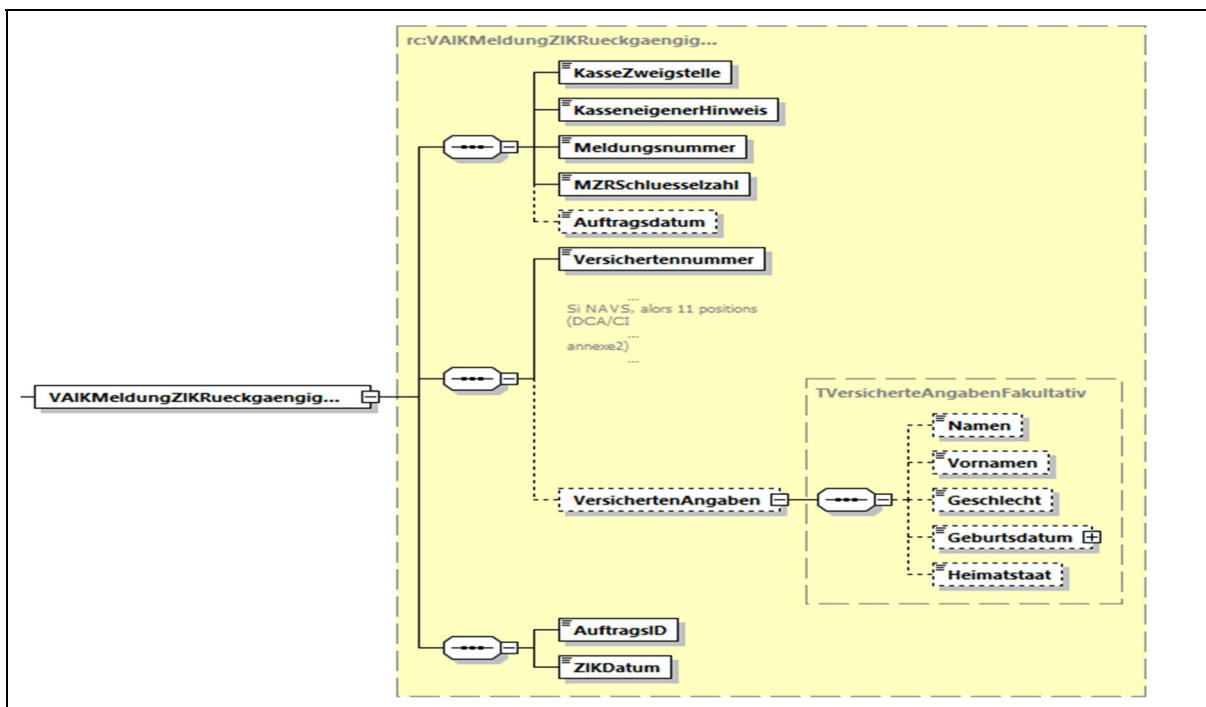 rc:VAIKMeldungZIKRueckgaengig...
KasseZweigstelle
KasseneigenerHinweis
Meldungsnummer
MZRSchluesselzahl
Auftragsdatum
Versichertennummer
Si NAVS, alors 11 positions
(DCA/CI
annexe2)
VAIKMeldungZIKRueckgaengig...
VersichertenAngaben
TVersicherteAngabenFakultativ
Namen
Vornamen
Geschlecht
Geburtsdatum
Heimatstaat
AuftragsID
ZIKDatum